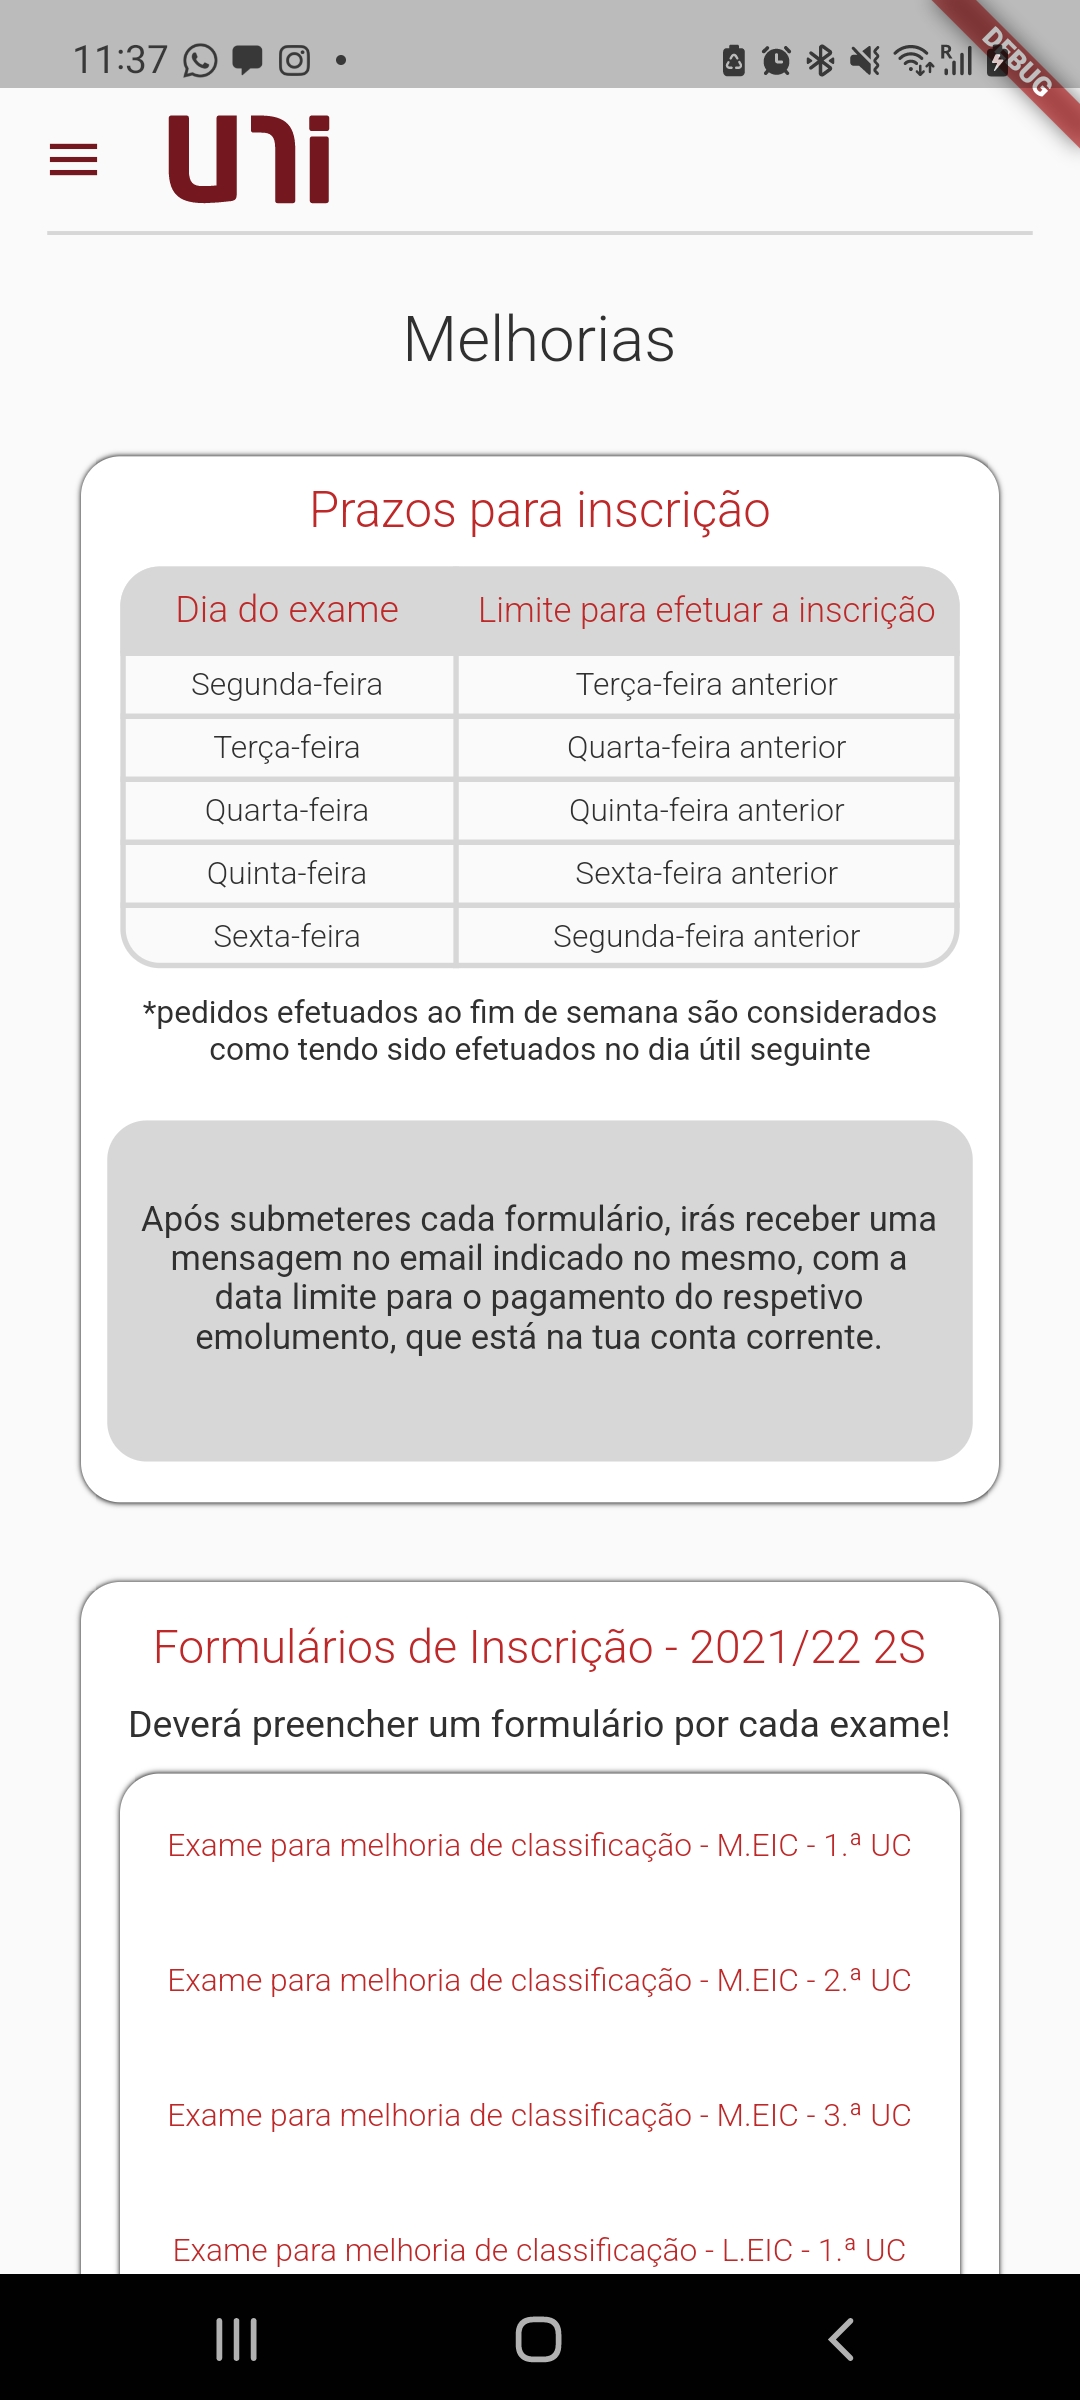 11:37
DEBUG
uni
Melhorias
Prazos para inscrição
Dia do exame Limite para efetuar a inscrição
Segunda-feira Terça-feira anterior
Terça-feira Quarta-feira anterior
Quarta-feira Quinta-feira anterior
Quinta-feira Sexta-feira anterior
Sexta-feira Segunda-feira anterior
*pedidos efetuados ao fim de semana são considerados
como tendo sido efetuados no dia útil seguinte
Após submeteres cada formulário, irás receber uma
mensagem no email indicado no mesmo, com a
data limite para o pagamento do respetivo
emolumento, que está na tua conta corrente.
Formulários de Inscrição - 2021/22 2S
Deverá preencher um formulário por cada exame!
Exame para melhoria de classificação - M.EIC - 1.ª UC
Exame para melhoria de classificação - M.EIC - 2.ª UC
Exame para melhoria de classificação - M.EIC - 3.ª UC
Exame para melhoria de classificação - L.EIC - 1.ª UC